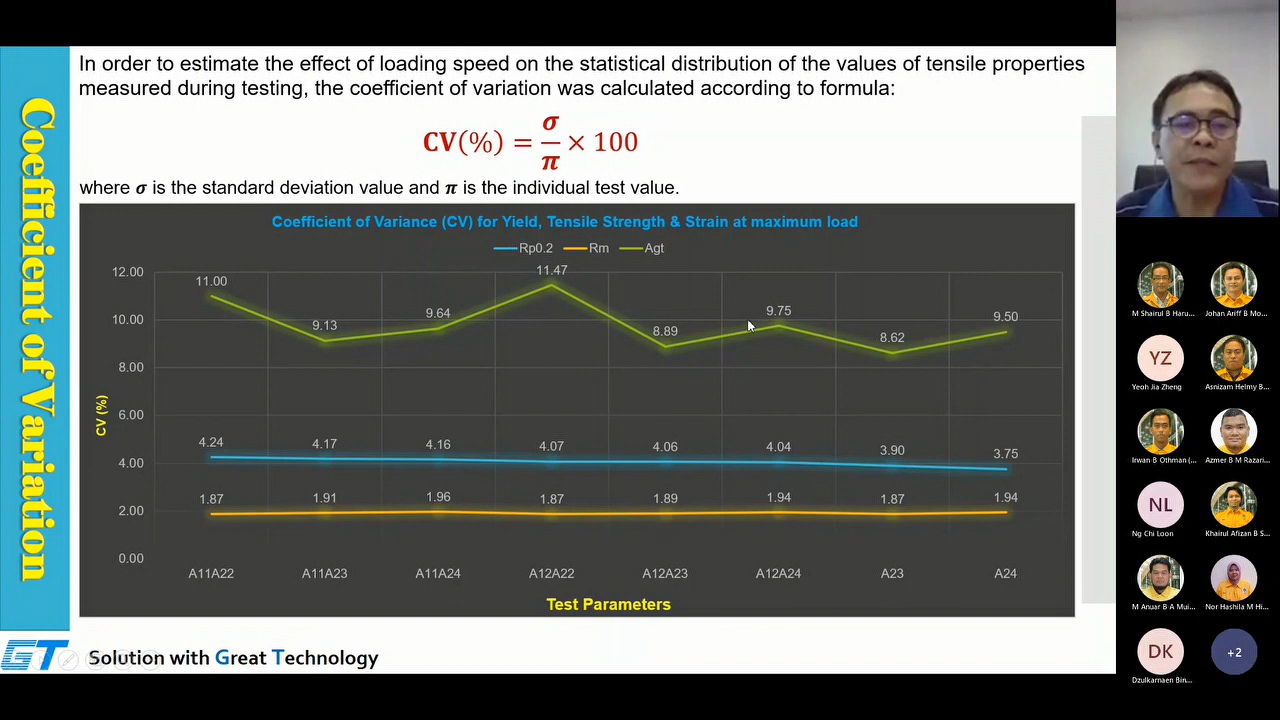 Coefficient of Variation
In order to estimate the effect of loading speed on the statistical distribution of the values of tensile properties
measured during testing, the coefficient of variation was calculated according to formula:
CV(%) = σ/π × 100
where σ is the standard deviation value and π is the individual test value.
Coefficient of Variance (CV) for Yield, Tensile Strength & Strain at maximum load
Rp0.2 Rm Agt
12.00
10.00
8.00
6.00
4.00
2.00
0.00
CV (%)
11.00 9.13 9.64 11.47 8.89 9.75 8.62 9.50
4.24 4.17 4.16 4.07 4.06 4.04 3.90 3.75
1.87 1.91 1.96 1.87 1.89 1.94 1.87 1.94
A11A22 A11A23 A11A24 A12A22 A12A23 A12A24 A23 A24
Test Parameters
GT
Solution with Great Technology
M Shairul B Haru...
Johan Ariff B Mo...
YZ
Yeoh Jia Zheng
Asnizam Helmy B...
Irwan B Othman (...
Azmer B M Razari...
NL
Ng Chi Loon
Khairul Afizan B S...
M Anuar B A Mui...
Nor Hashila M Hi...
DK
Dzulkarnaen Bin...
+2